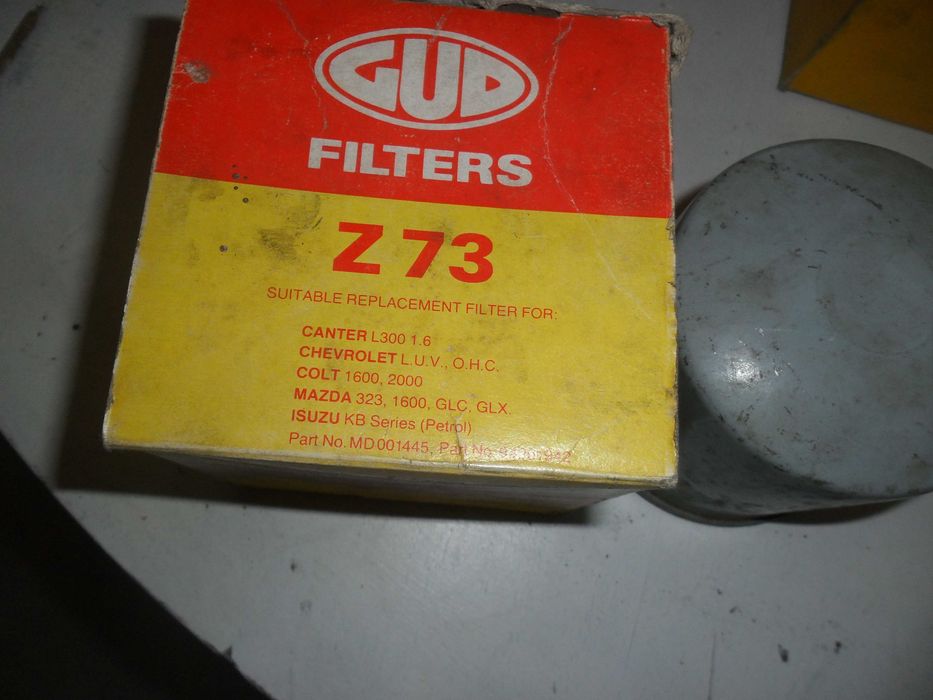 GUD
FILTERS
Z 73
SUITABLE REPLACEMENT FILTER FOR:
CANTER L300 1.6
CHEVROLET L.U.V., O.H.C.
COLT 1600, 2000
MAZDA 323, 1600, GLC, GLX.
ISUZU KB Series (Petrol)
Part No. MD 001445, Part No.